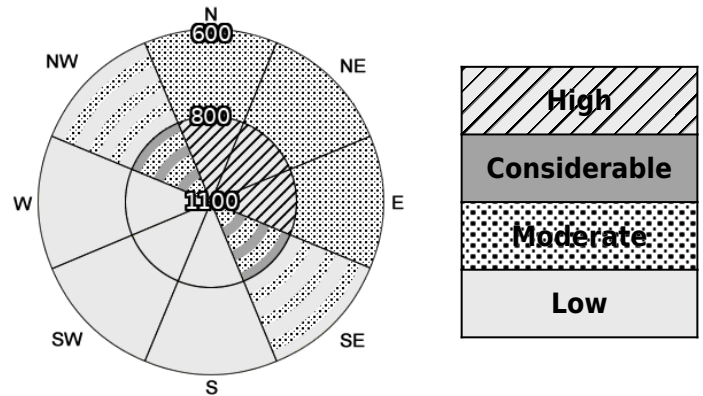 N
600
NW
NE
800
W
1100
E
SW
SE
S
High
Considerable
Moderate
Low